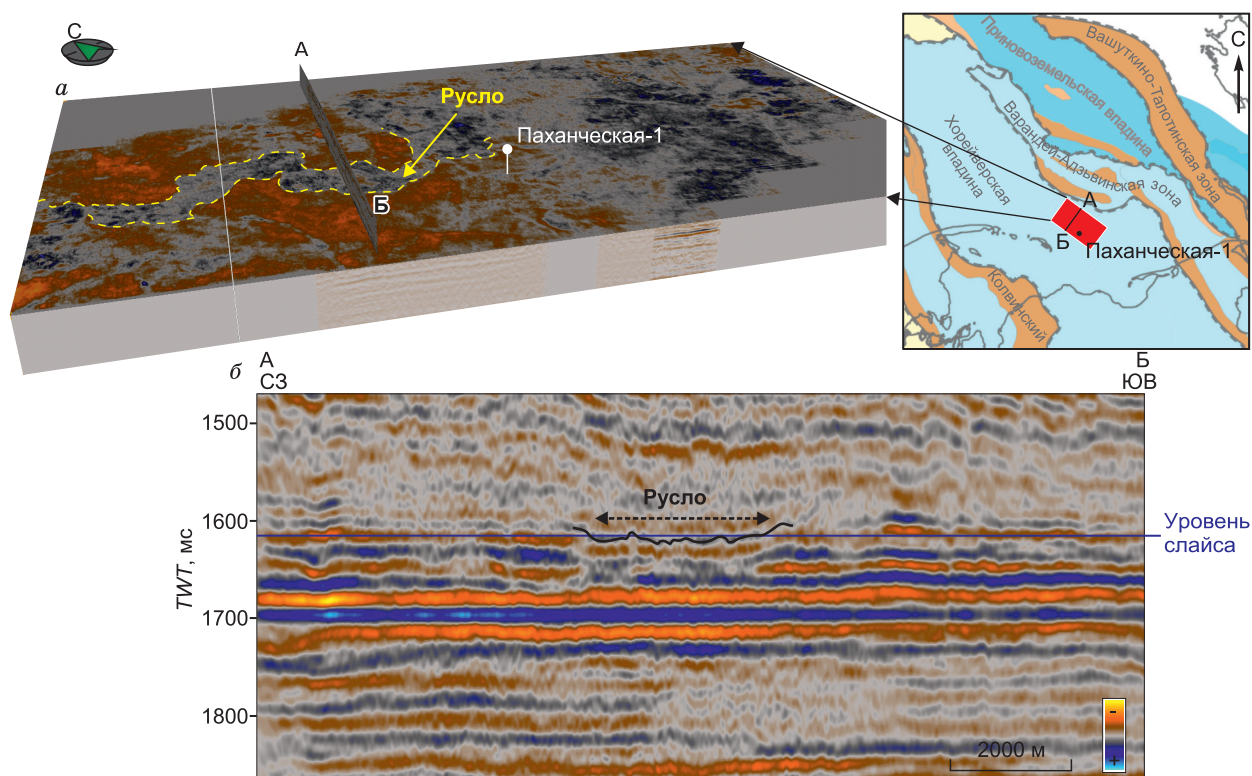 С
а
А
Русло
Паханческая-1
Б
С
Приновоземельская впадина
Вашуткино-Талотинская зона
Хорейверская
впадина
Варандей-Адзьвинская зона
А
Б
Паханческая-1
Колвинский
б
А
СЗ
Б
ЮВ
1500
1600
1700
1800
TWT, мс
Русло
Уровень
слайса
-
+
2000 м